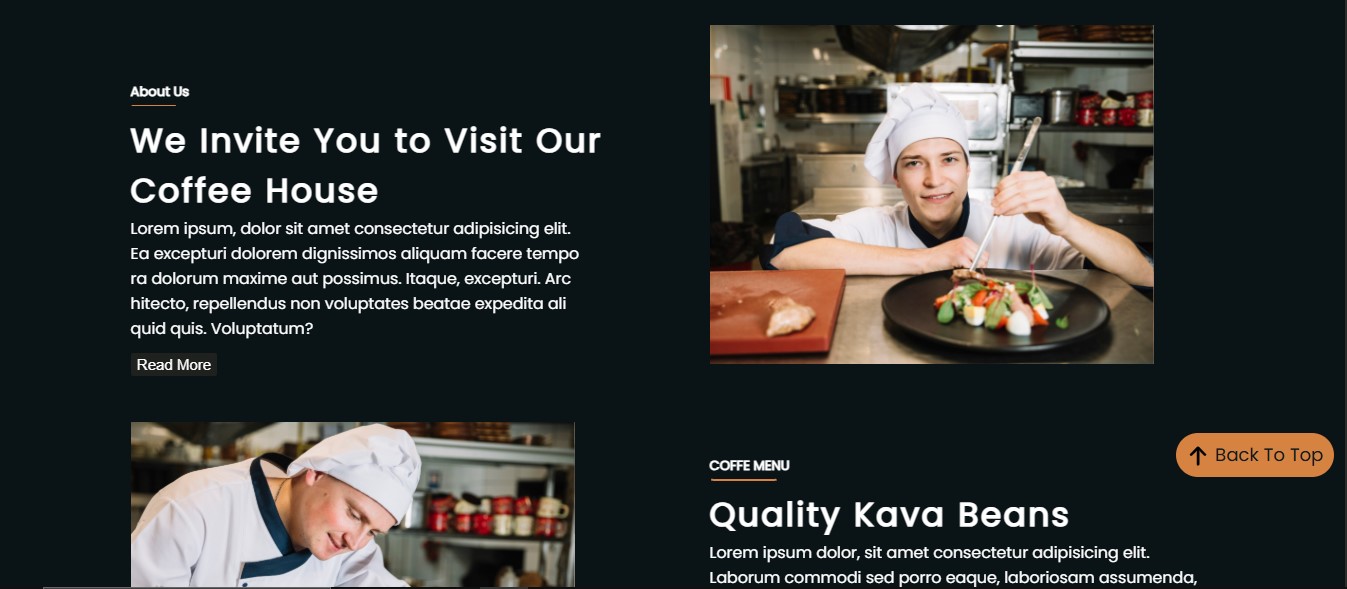 About Us
We Invite You to Visit Our
Coffee House
Lorem ipsum, dolor sit amet consectetur adipisicing elit.
Ea excepturi dolorem dignissimos aliquam facere tempo
ra dolorum maxime aut possimus. Itaque, excepturi. Arc
hitecto, repellendus non voluptates beatae expedita ali
quid quis. Voluptatum?
Read More
COFFE MENU
Quality Kava Beans
Lorem ipsum dolor, sit amet consectetur adipisicing elit.
Laborum commodi sed porro eaque, laboriosam assumenda,
Back To Top